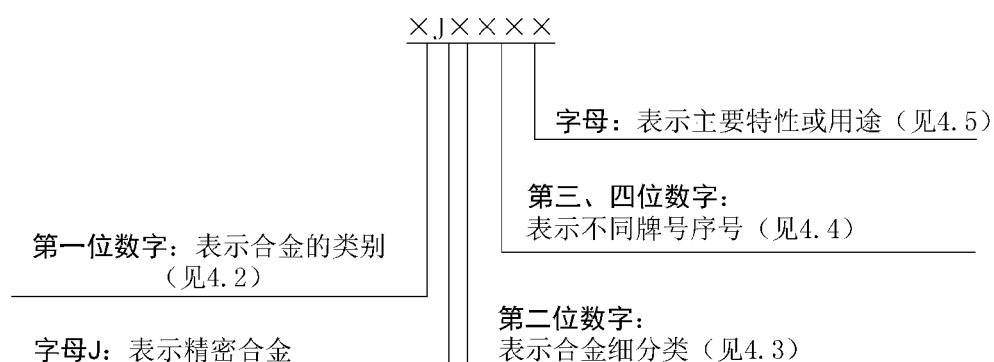 ×J××××
字母：表示主要特性或用途（见4.5）
第三、四位数字：
表示不同牌号序号（见4.4）
第一位数字：表示合金的类别
（见4.2）
第二位数字：
表示合金细分类（见4.3）
字母J：表示精密合金